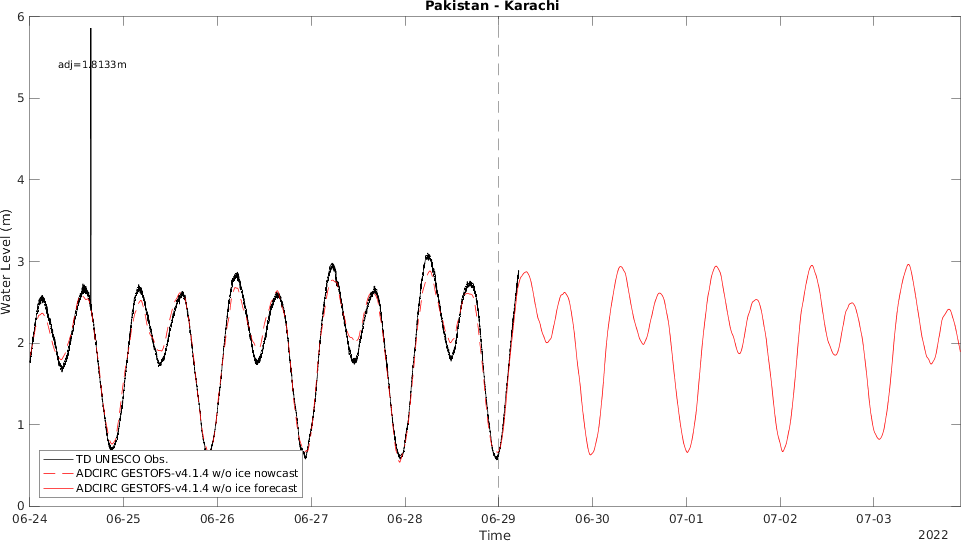 Pakistan - Karachi
6
adj=1.8133m
5
4
3
2
1
0
Water Level (m)
TD UNESCO Obs.
ADCIRC GESTOFS-v4.1.4 w/o ice nowcast
ADCIRC GESTOFS-v4.1.4 w/o ice forecast
06-24 06-25 06-26 06-27 06-28 06-29 06-30 07-01 07-02 07-03
Time
2022